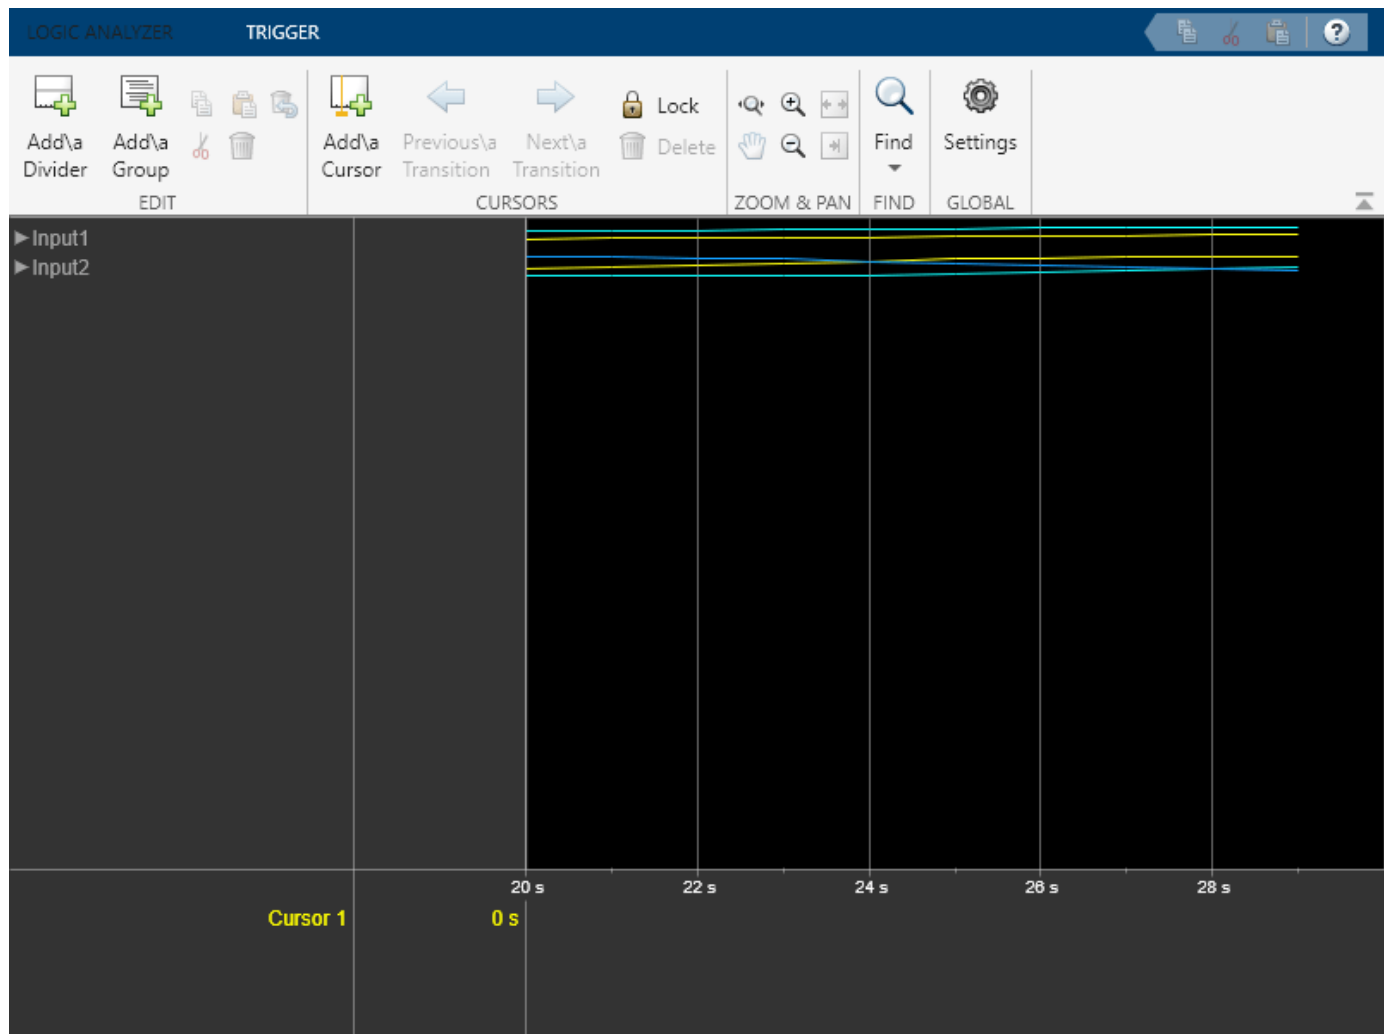 LOGIC ANALYZER TRIGGER ?
Add\a Divider
Add\a Group
EDIT
Add\a Cursor
Previous\a Transition
Next\a Transition
Lock
Delete
CURSORS
ZOOM & PAN
Find
FIND
Settings
GLOBAL
Input1
Input2
20 s 22 s 24 s 26 s 28 s
Cursor 1 0 s